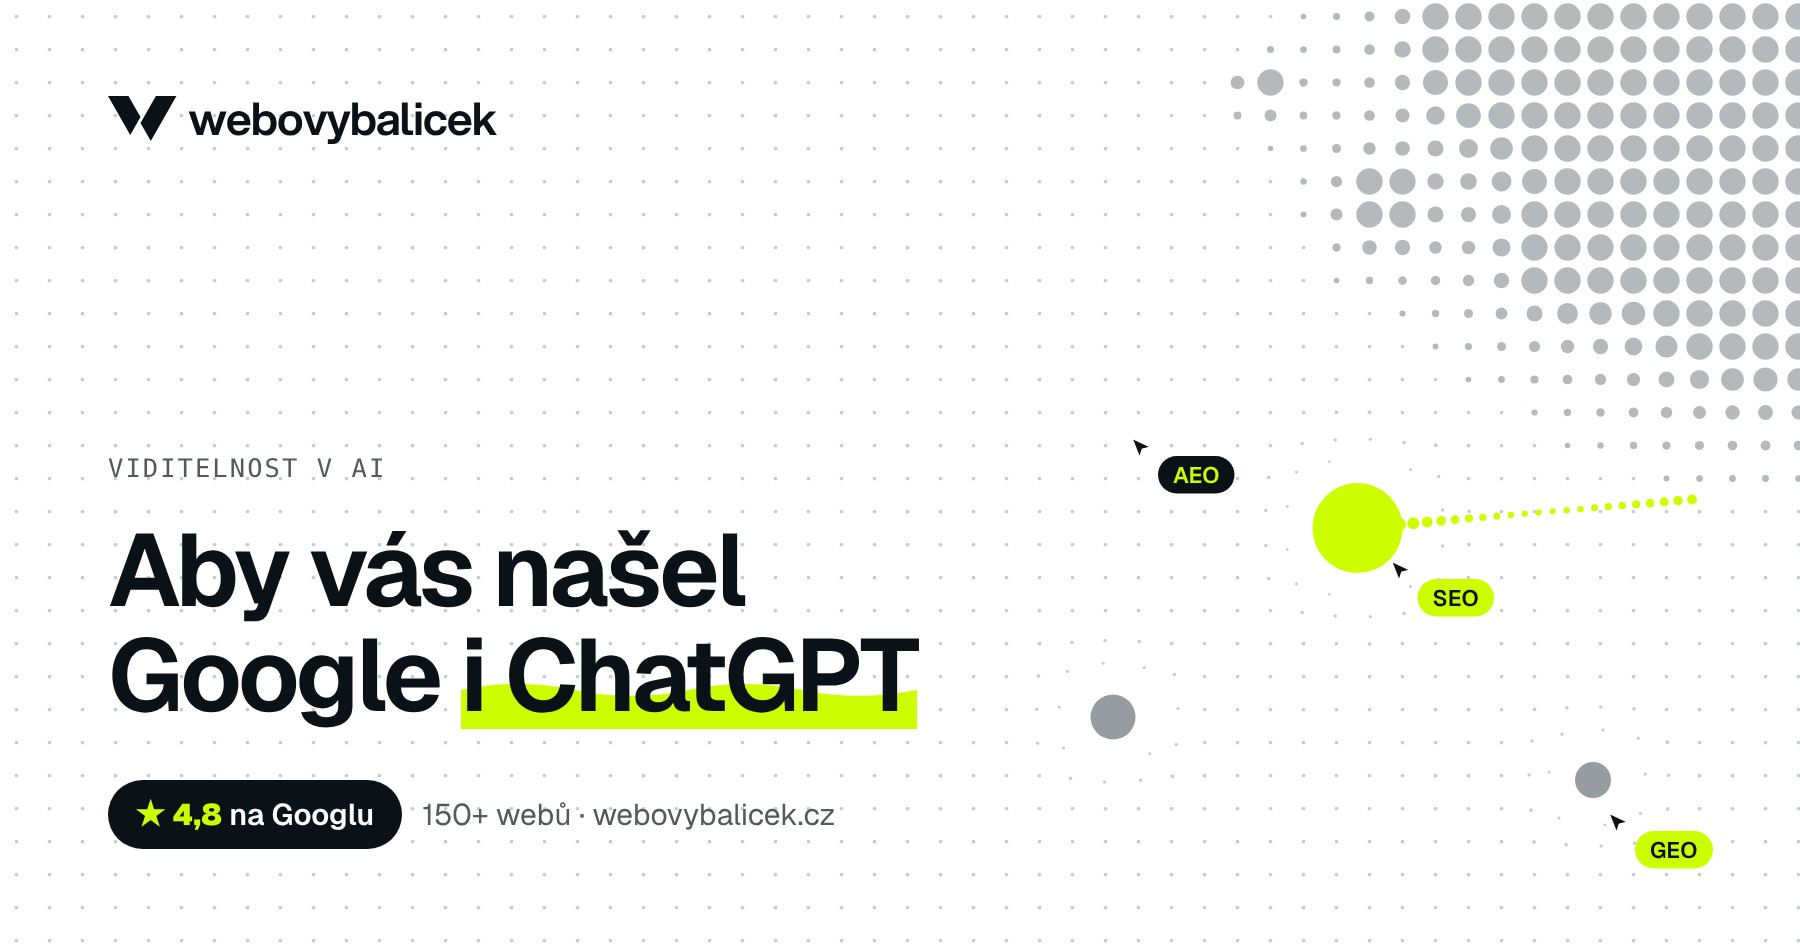 webovybalicek
VIDITELNOST V AI
Aby vás našel
Google i ChatGPT
★ 4,8 na Googlu
150+ webů · webovybalicek.cz
AEO
SEO
GEO